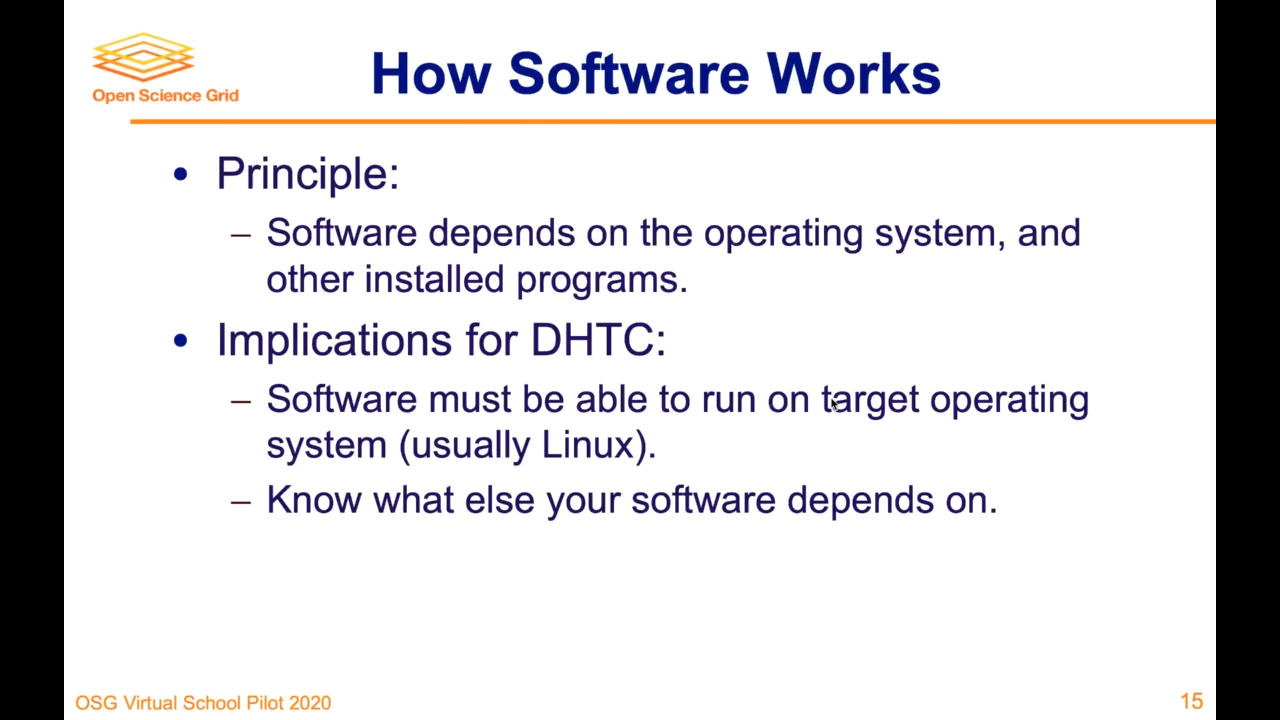 Open Science Grid
How Software Works
• Principle:
– Software depends on the operating system, and
other installed programs.
• Implications for DHTC:
– Software must be able to run on target operating
system (usually Linux).
– Know what else your software depends on.
OSG Virtual School Pilot 2020
15